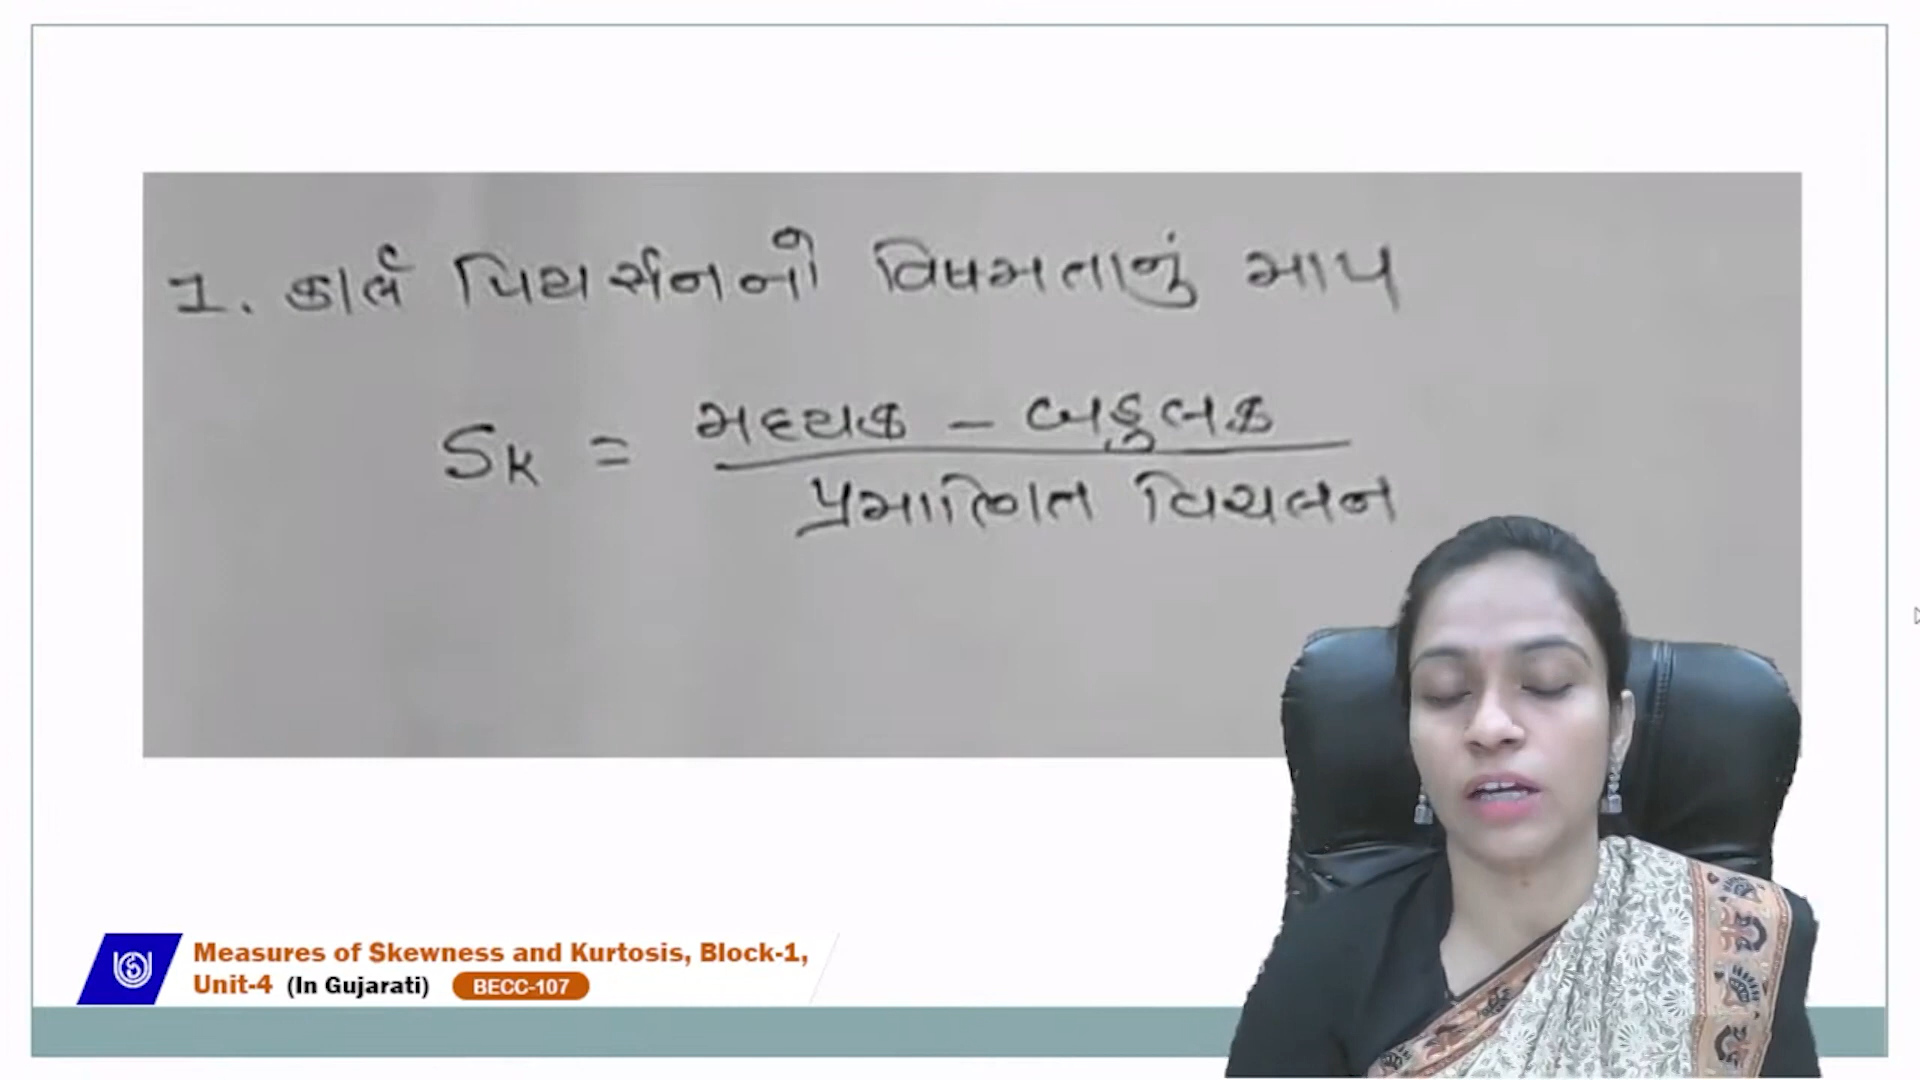 1. કાર્લ પિયર્સનનો વિષમતાનું માપ
Sk = મધ્યક - બહુલક
પ્રમાણિત વિચલન
Measures of Skewness and Kurtosis, Block-1,
Unit-4 (In Gujarati) BECC-107